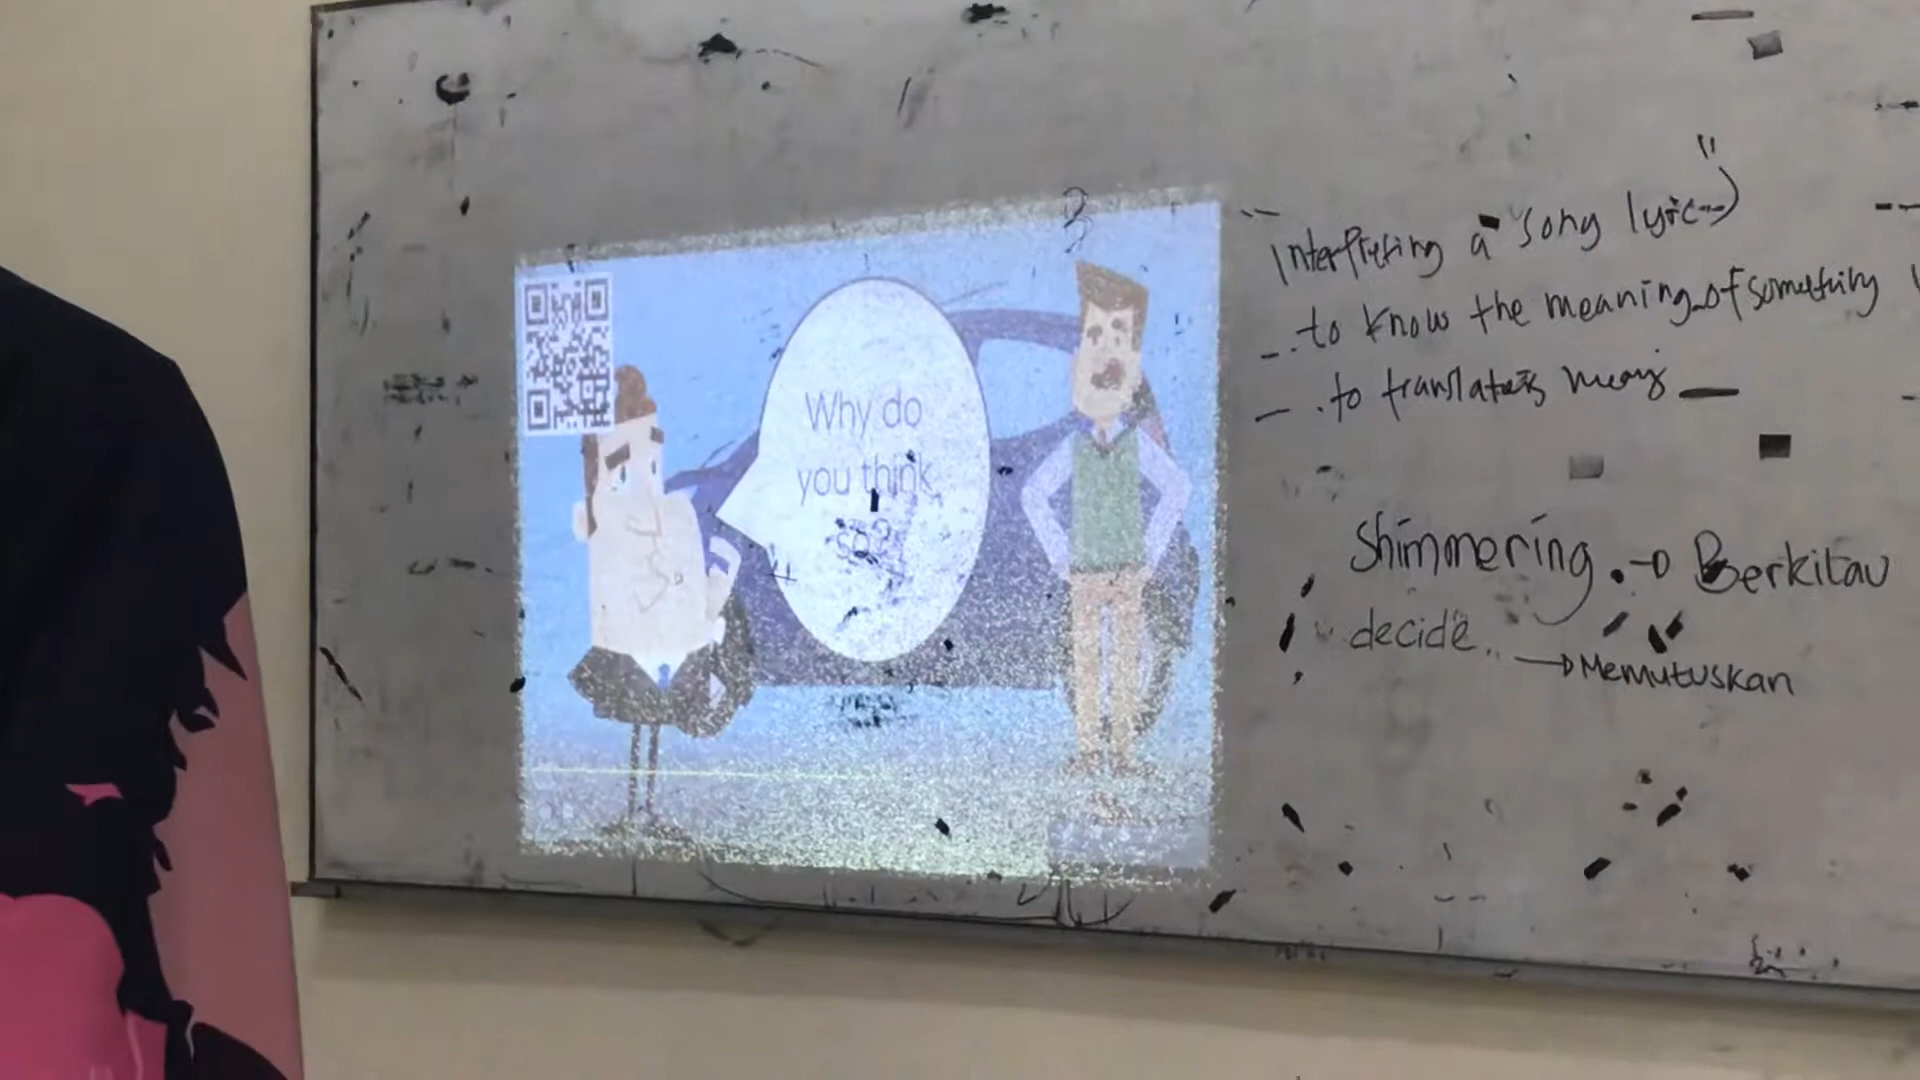 Why do
you think
so?
Interpreting a "song lyric"
to know the meaning of something
to translate
Shimmering → Berkilau
decide → Memutuskan